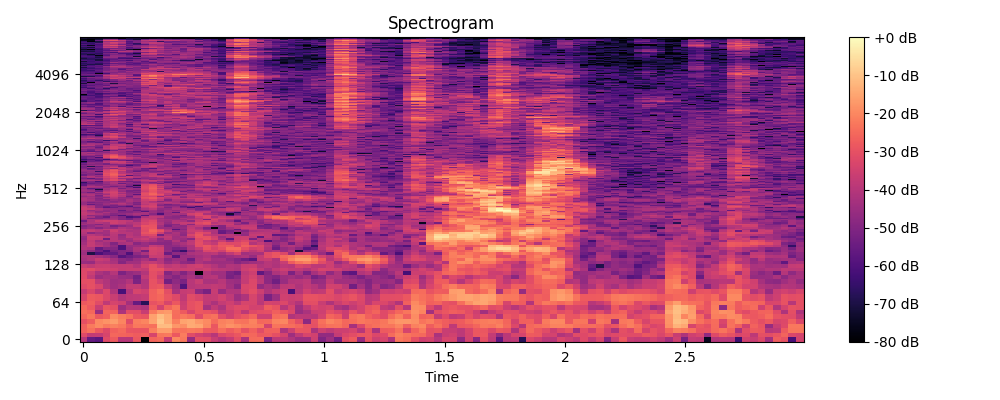 Spectrogram
Hz
4096
2048
1024
512
256
128
64
0
0
0.5
1
1.5
2
2.5
Time
+0 dB
-10 dB
-20 dB
-30 dB
-40 dB
-50 dB
-60 dB
-70 dB
-80 dB